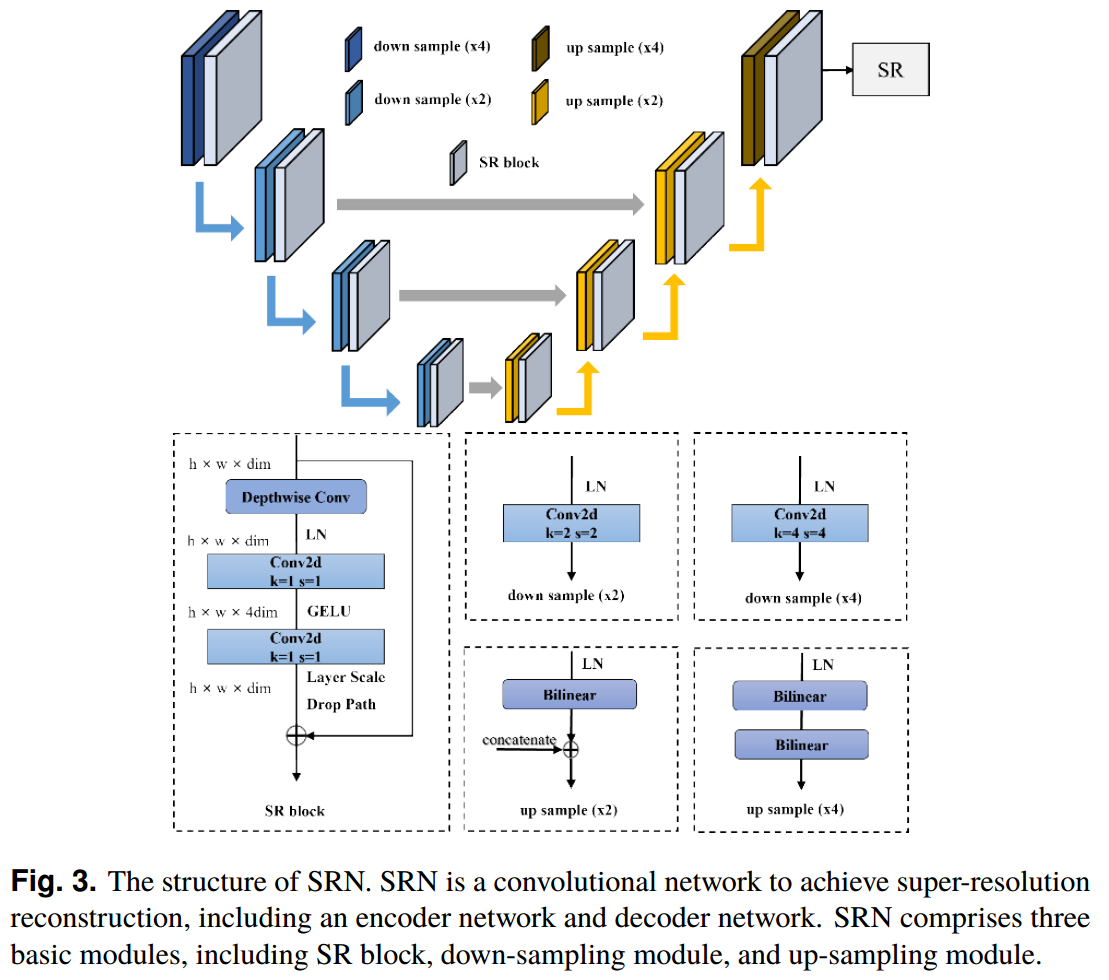 down sample (x4)
up sample (x4)
SR
down sample (x2)
up sample (x2)
SR block
h × w × dim
Depthwise Conv
LN
h × w × dim
Conv2d
k=1 s=1
h × w × 4dim
GELU
Conv2d
k=1 s=1
h × w × dim
Layer Scale
Drop Path
SR block
LN
Conv2d
k=2 s=2
down sample (x2)
LN
Conv2d
k=4 s=4
down sample (x4)
LN
Bilinear
concatenate
up sample (x2)
LN
Bilinear
Bilinear
up sample (x4)
Fig. 3. The structure of SRN. SRN is a convolutional network to achieve super-resolution
reconstruction, including an encoder network and decoder network. SRN comprises three
basic modules, including SR block, down-sampling module, and up-sampling module.